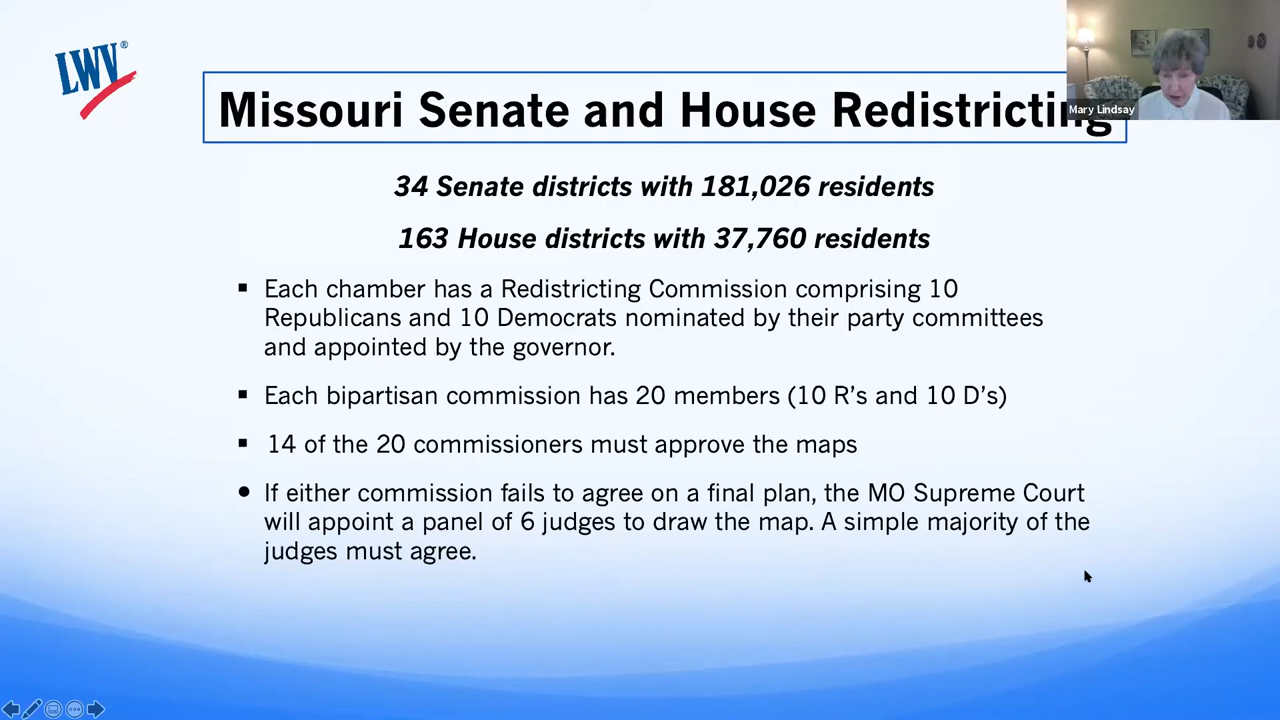 LWV®
Missouri Senate and House Redistricting
Mary Lindsay
34 Senate districts with 181,026 residents
163 House districts with 37,760 residents
▪ Each chamber has a Redistricting Commission comprising 10
Republicans and 10 Democrats nominated by their party committees
and appointed by the governor.
▪ Each bipartisan commission has 20 members (10 R’s and 10 D’s)
▪ 14 of the 20 commissioners must approve the maps
• If either commission fails to agree on a final plan, the MO Supreme Court
will appoint a panel of 6 judges to draw the map. A simple majority of the
judges must agree.